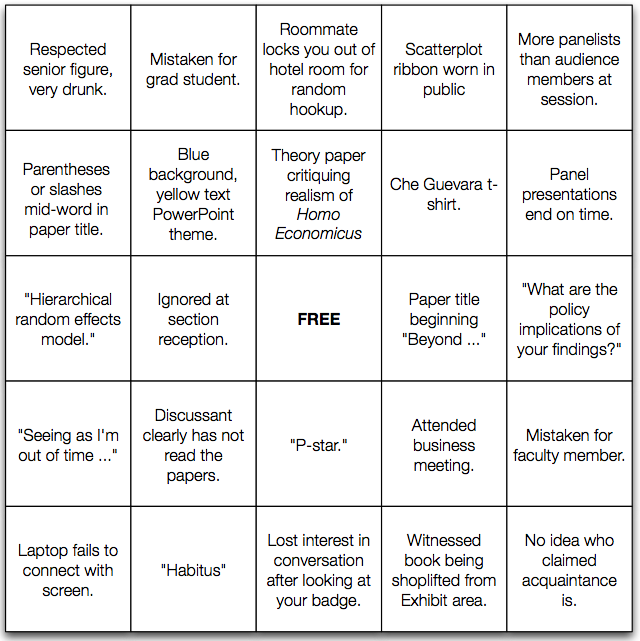 Respected
senior figure,
very drunk.
Mistaken for
grad student.
Roommate
locks you out of
hotel room for
random
hookup.
Scatterplot
ribbon worn in
public
More panelists
than audience
members at
session.
Parentheses
or slashes
mid-word in
paper title.
Blue
background,
yellow text
PowerPoint
theme.
Theory paper
critiquing
realism of
Homo
Economicus
Che Guevara t-
shirt.
Panel
presentations
end on time.
"Hierarchical
random effects
model."
Ignored at
section
reception.
FREE
Paper title
beginning
"Beyond ..."
"What are the
policy
implications of
your findings?"
"Seeing as I'm
out of time ..."
Discussant
clearly has not
read the
papers.
"P-star."
Attended
business
meeting.
Mistaken for
faculty member.
Laptop fails to
connect with
screen.
"Habitus"
Lost interest in
conversation
after looking at
your badge.
Witnessed
book being
shoplifted from
Exhibit area.
No idea who
claimed
acquaintance
is.